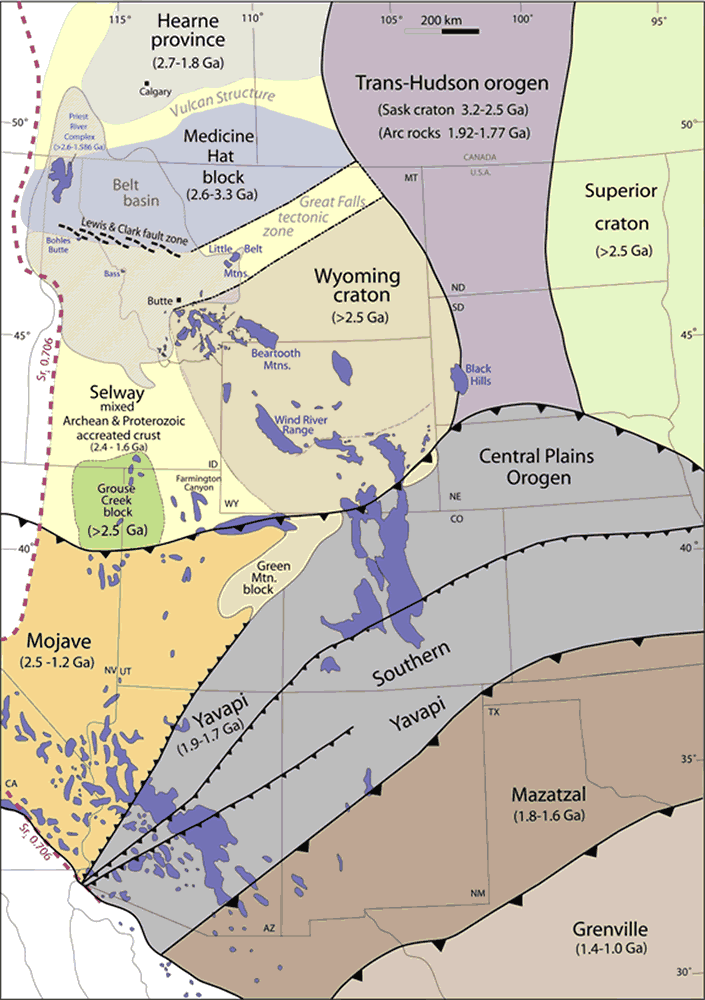 115°
110°
105°
100°
95°
200 km
Hearne
province
(2.7-1.8 Ga)
Calgary
Vulcan Structure
Trans-Hudson orogen
(Sask craton 3.2-2.5 Ga)
(Arc rocks 1.92-1.77 Ga)
50°
50°
Priest
River
Complex
(>2.6-1.586 Ga)
Medicine
Hat
block
(2.6-3.3 Ga)
CANADA
U.S.A.
MT
Belt
basin
Superior
craton
(>2.5 Ga)
Great Falls
tectonic
zone
Lewis & Clark fault zone
Bohles
Butte
Little Belt
Mtns.
Bass
Butte
Wyoming
craton
(>2.5 Ga)
ND
SD
45°
45°
Sri 0.706
Beartooth
Mtns.
Black
Hills
Selway
mixed
Archean & Proterozoic
accreated crust
(2.4 - 1.6 Ga)
Wind River
Range
Central Plains
Orogen
ID
WY
NE
CO
Farmington
Canyon
Grouse
Creek
block
(>2.5 Ga)
40°
40°
Green
Mtn.
block
Mojave
(2.5 -1.2 Ga)
NV
UT
Southern
Yavapi
Yavapi
(1.9-1.7 Ga)
TX
35°
CA
Mazatzal
(1.8-1.6 Ga)
Sri 0.706
NM
AZ
Grenville
(1.4-1.0 Ga)
30°